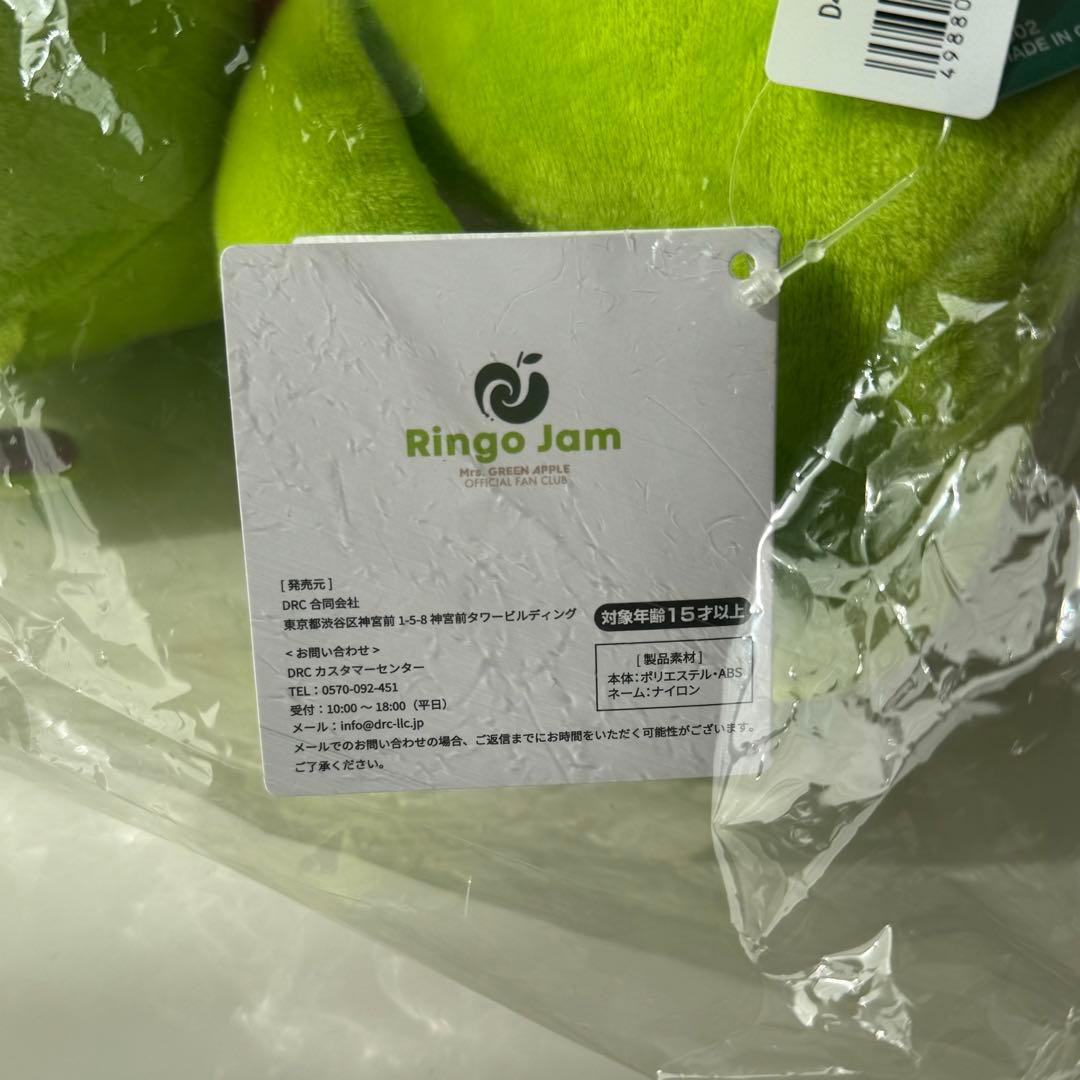 49880
02
MADE IN
Ringo Jam
Mrs. GREEN APPLE
OFFICIAL FAN CLUB
[ 発売元 ]
DRC 合同会社
東京都渋谷区神宮前 1-5-8 神宮前タワービルディング
< お問い合わせ >
DRC カスタマーセンター
TEL：0570-092-451
受付：10:00 ～ 18:00（平日）
メール：info@drc-llc.jp
メールでのお問い合わせの場合、ご返信までにお時間をいただく可能性がございます。
ご了承ください。
対象年齢15才以上
[ 製品素材 ]
本体：ポリエステル・ABS
ネーム：ナイロン